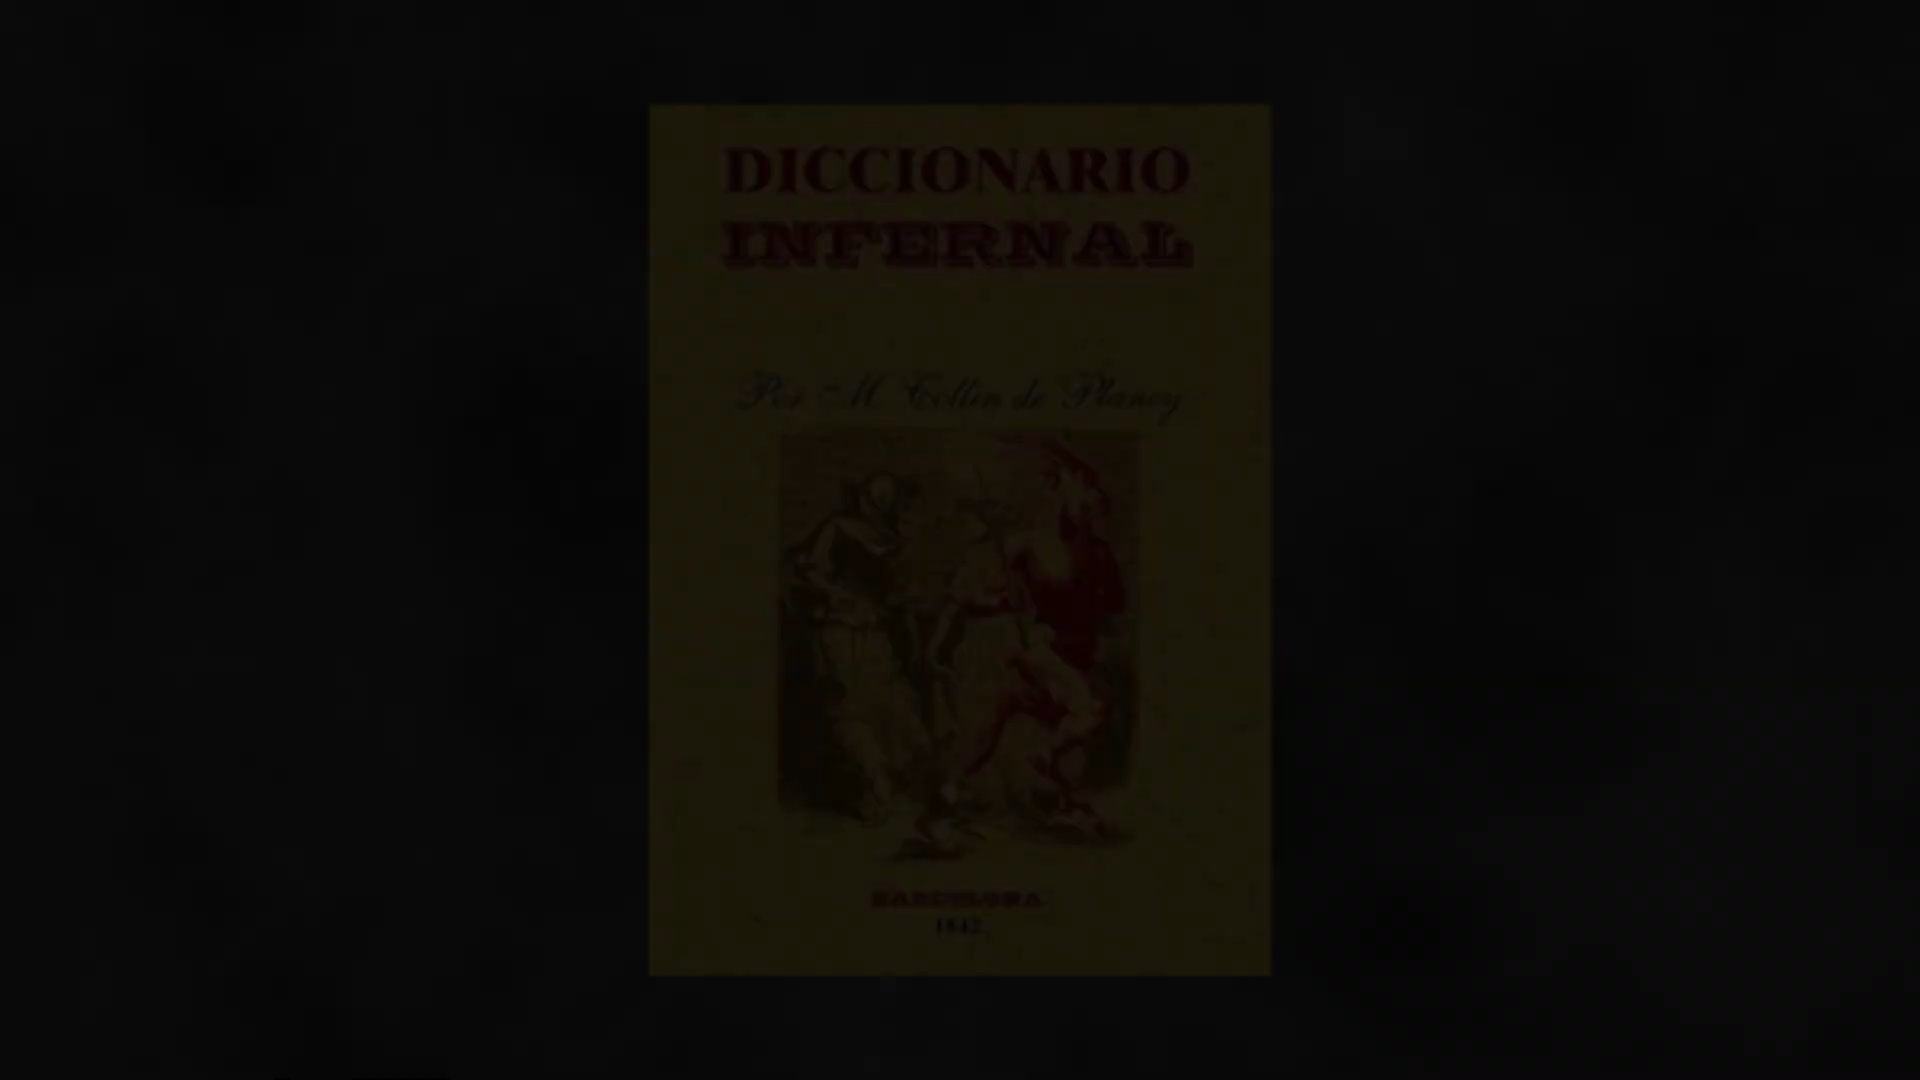 DICCIONARIO
INFERNAL
Por M Collin de Plancy
BARCELONA
1842